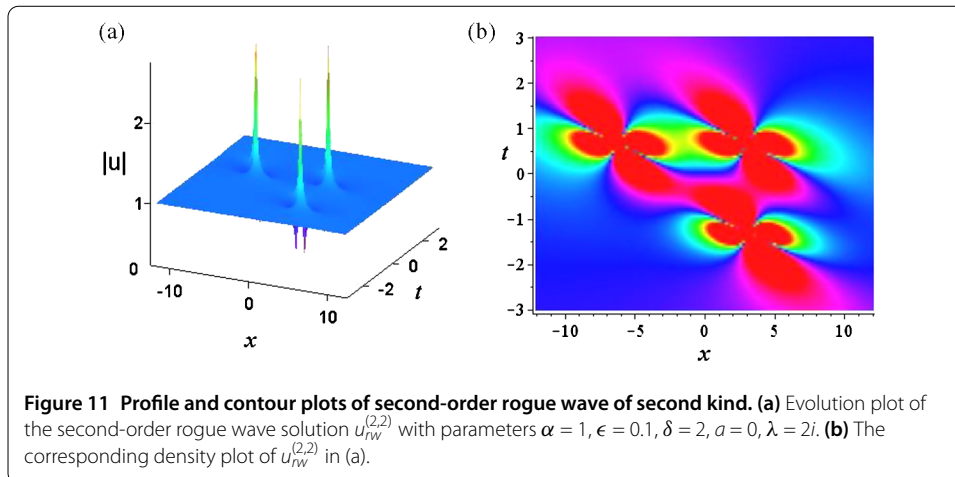 (a)
(b)
2
1
0
|u|
-10
0
10
x
-2
0
2
t
3
2
1
t
0
-1
-2
-3
-10
-5
0
5
10
x
Figure 11 Profile and contour plots of second-order rogue wave of second kind. (a) Evolution plot of
the second-order rogue wave solution u_{rw}^{(2,2)} with parameters α = 1, ϵ = 0.1, δ = 2, a = 0, λ = 2i. (b) The
corresponding density plot of u_{rw}^{(2,2)} in (a).